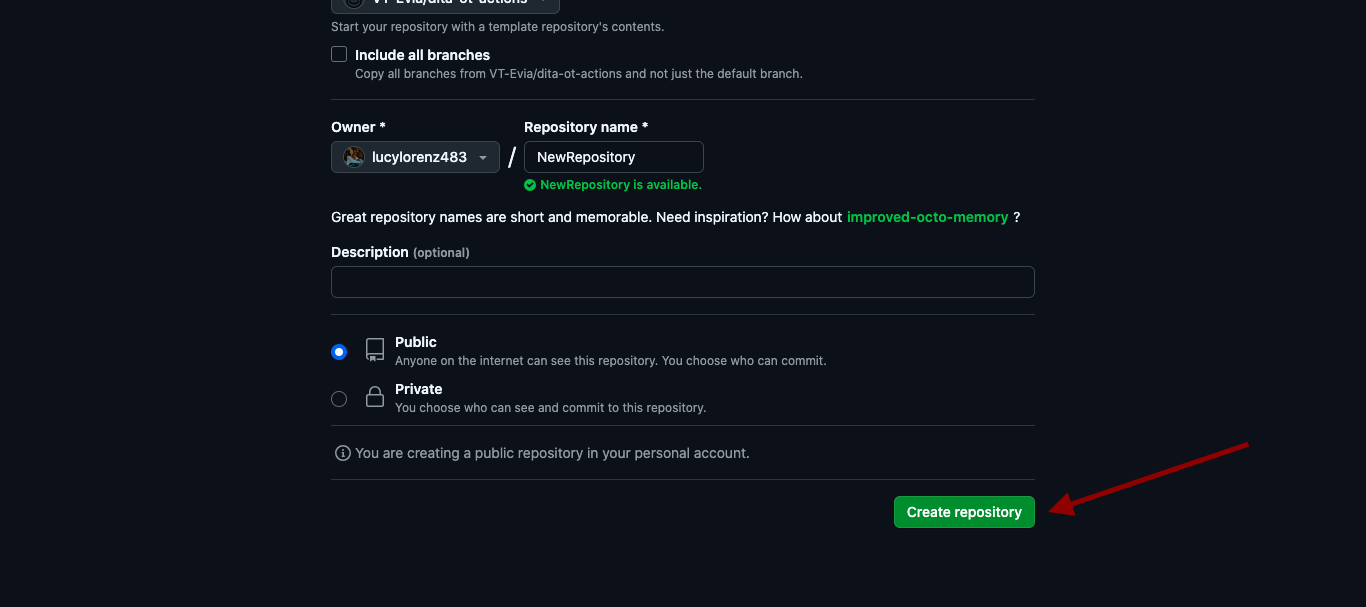 VT-Evia/dita-ot-actions
Start your repository with a template repository's contents.
Include all branches
Copy all branches from VT-Evia/dita-ot-actions and not just the default branch.
Owner * Repository name *
lucylorenz483 / NewRepository
NewRepository is available.
Great repository names are short and memorable. Need inspiration? How about improved-octo-memory ?
Description (optional)
Public
Anyone on the internet can see this repository. You choose who can commit.
Private
You choose who can see and commit to this repository.
You are creating a public repository in your personal account.
Create repository